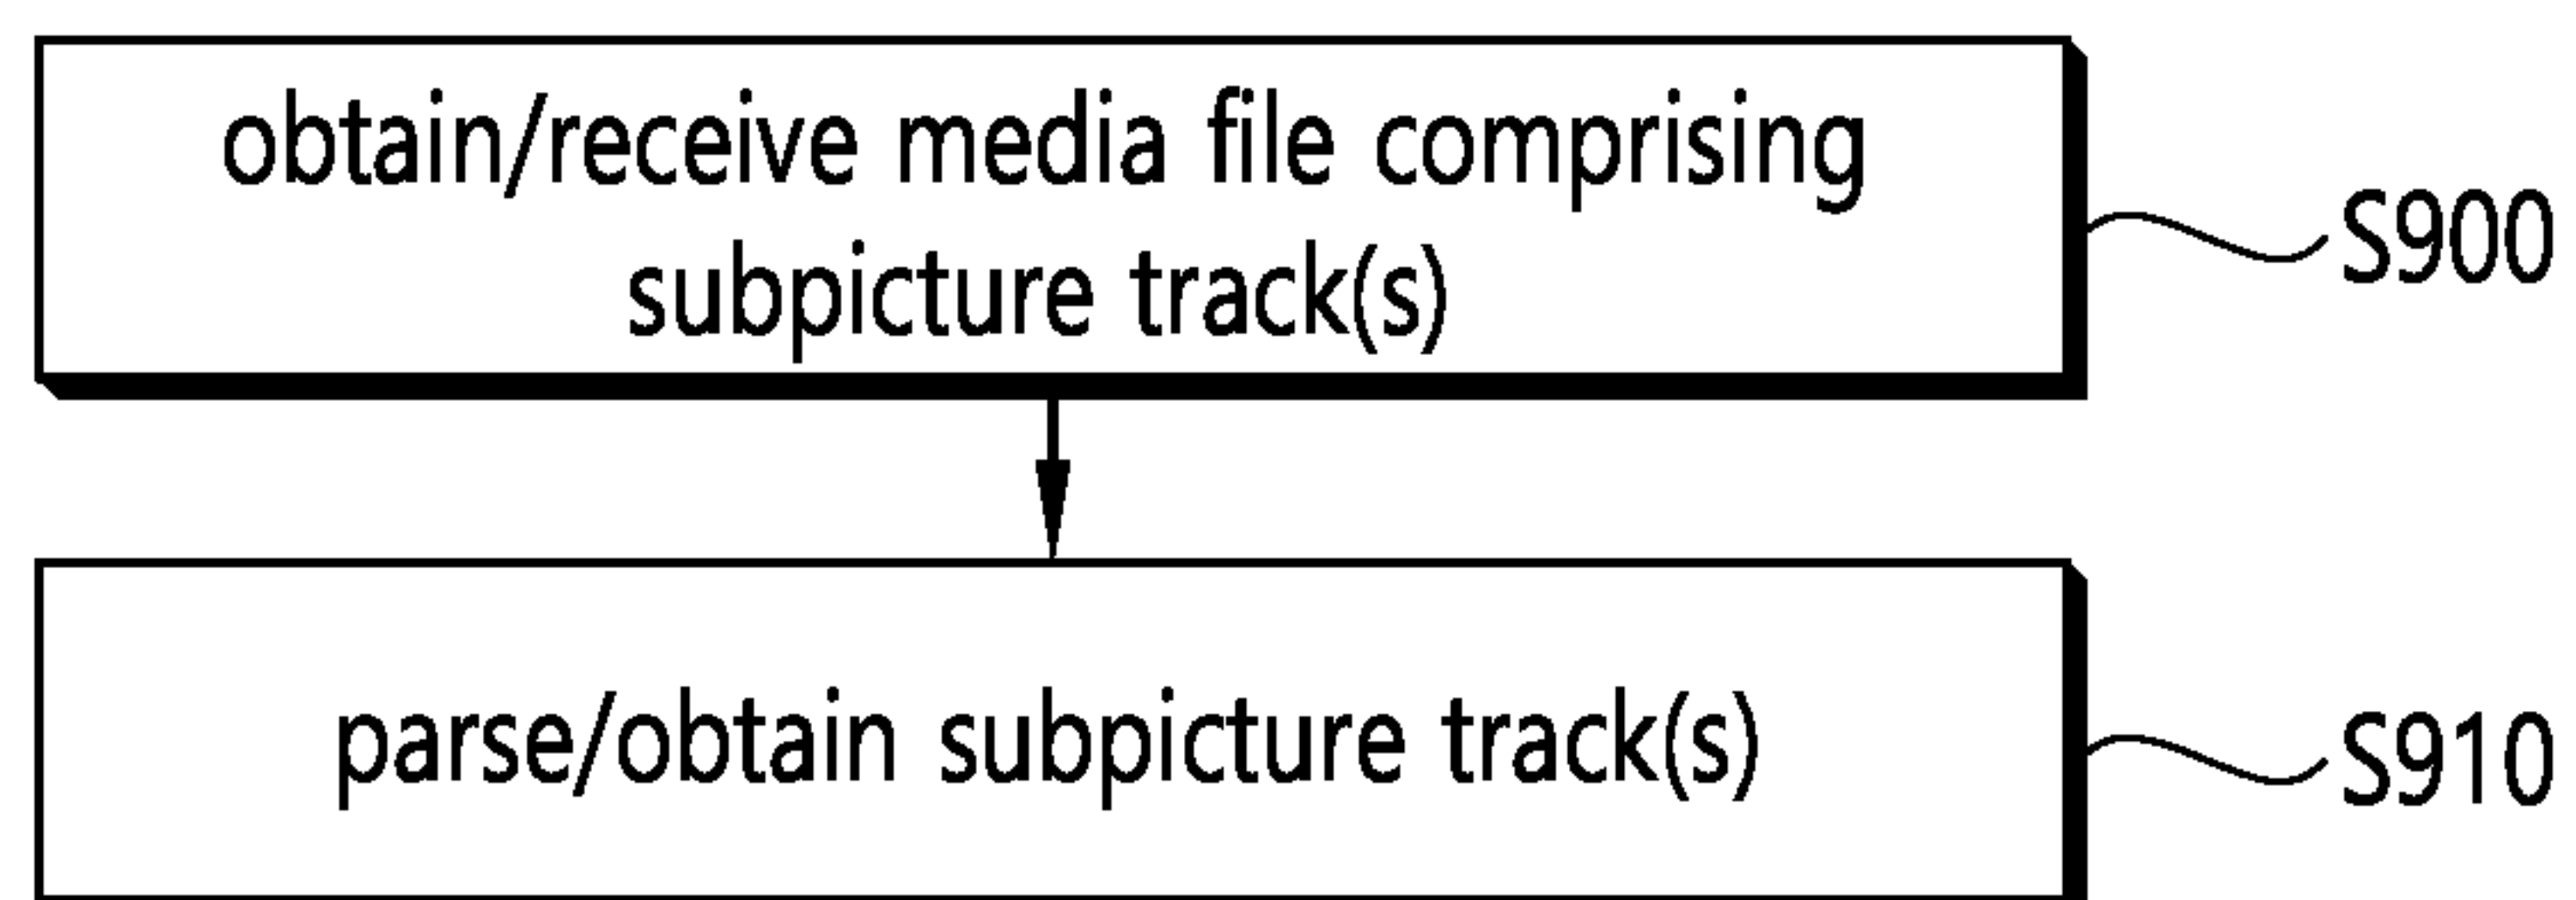 obtain/receive media file comprising
subpicture track(s)
S900
parse/obtain subpicture track(s)
S910